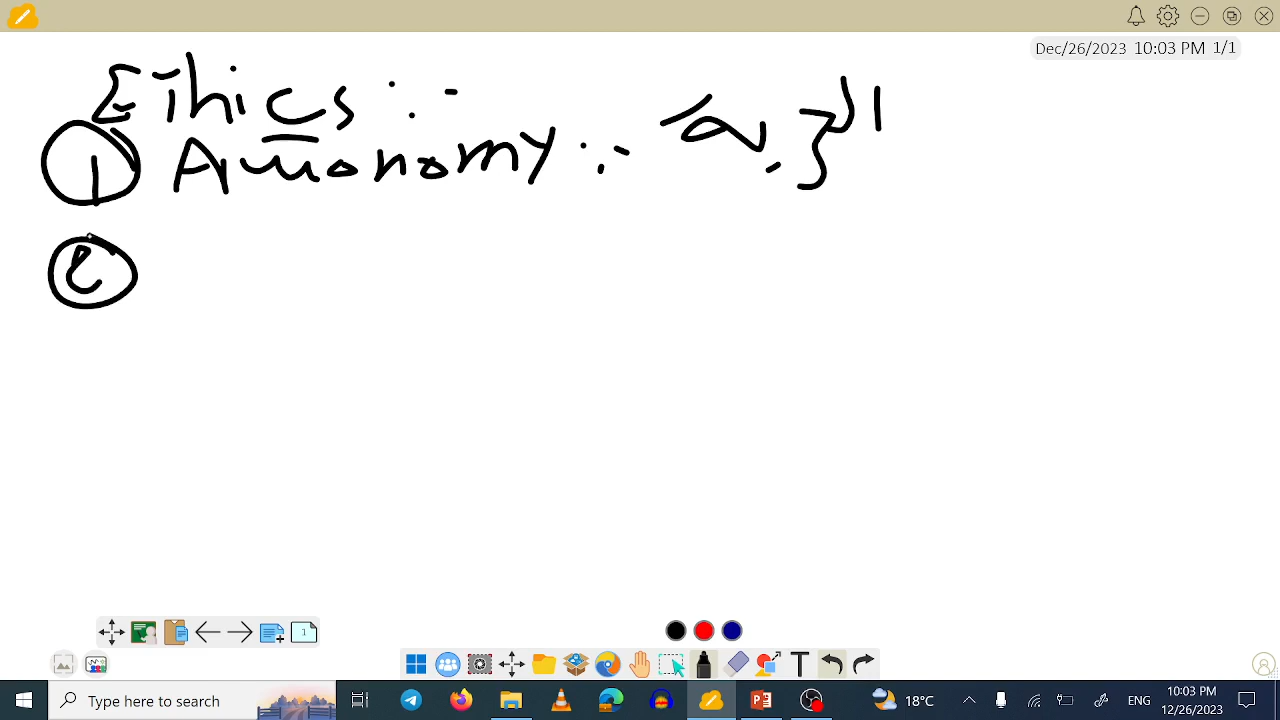 Dec/26/2023 10:03 PM 1/1
Ethics :-
① Autonomy :-
②
1
T
Type here to search
18°C
ENG
10:03 PM
12/26/2023